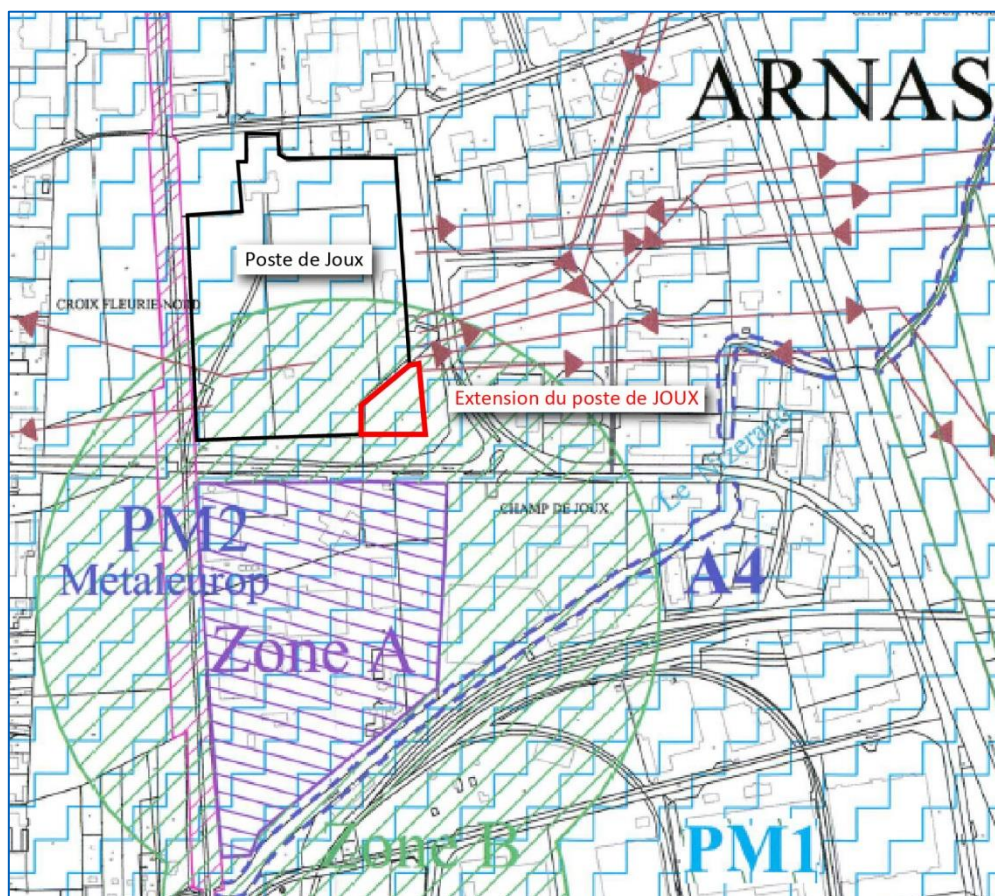 ARNAS
Poste de Joux
CROIX FLEURIE-NORD
Extension du poste de JOUX
Le Nizerand
CHAMP DE JOUX
PM2
Métaleurop
A4
Zone A
Zone B
PM1